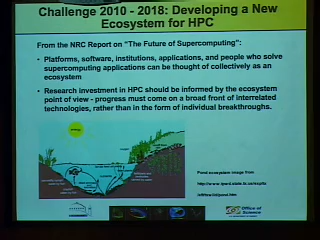 Challenge 2010 - 2018: Developing a New
Ecosystem for HPC
From the NRC Report on "The Future of Supercomputing":
• Platforms, software, institutions, applications, and people who solve
supercomputing applications can be thought of collectively as an
ecosystem
• Research investment in HPC should be informed by the ecosystem
point of view - progress must come on a broad front of interrelated
technologies, rather than in the form of individual breakthroughs.
Pond ecosystem image from
Office of
Science